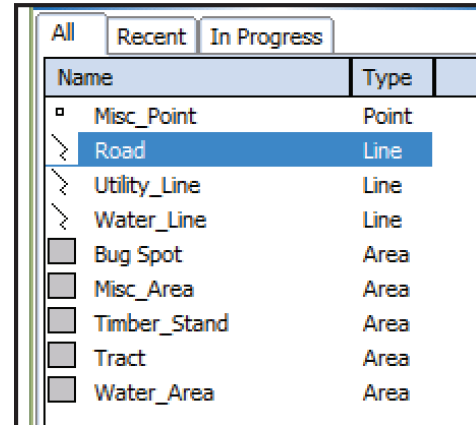 All Recent In Progress
Name Type
Misc_Point Point
Road Line
Utility_Line Line
Water_Line Line
Bug Spot Area
Misc_Area Area
Timber_Stand Area
Tract Area
Water_Area Area